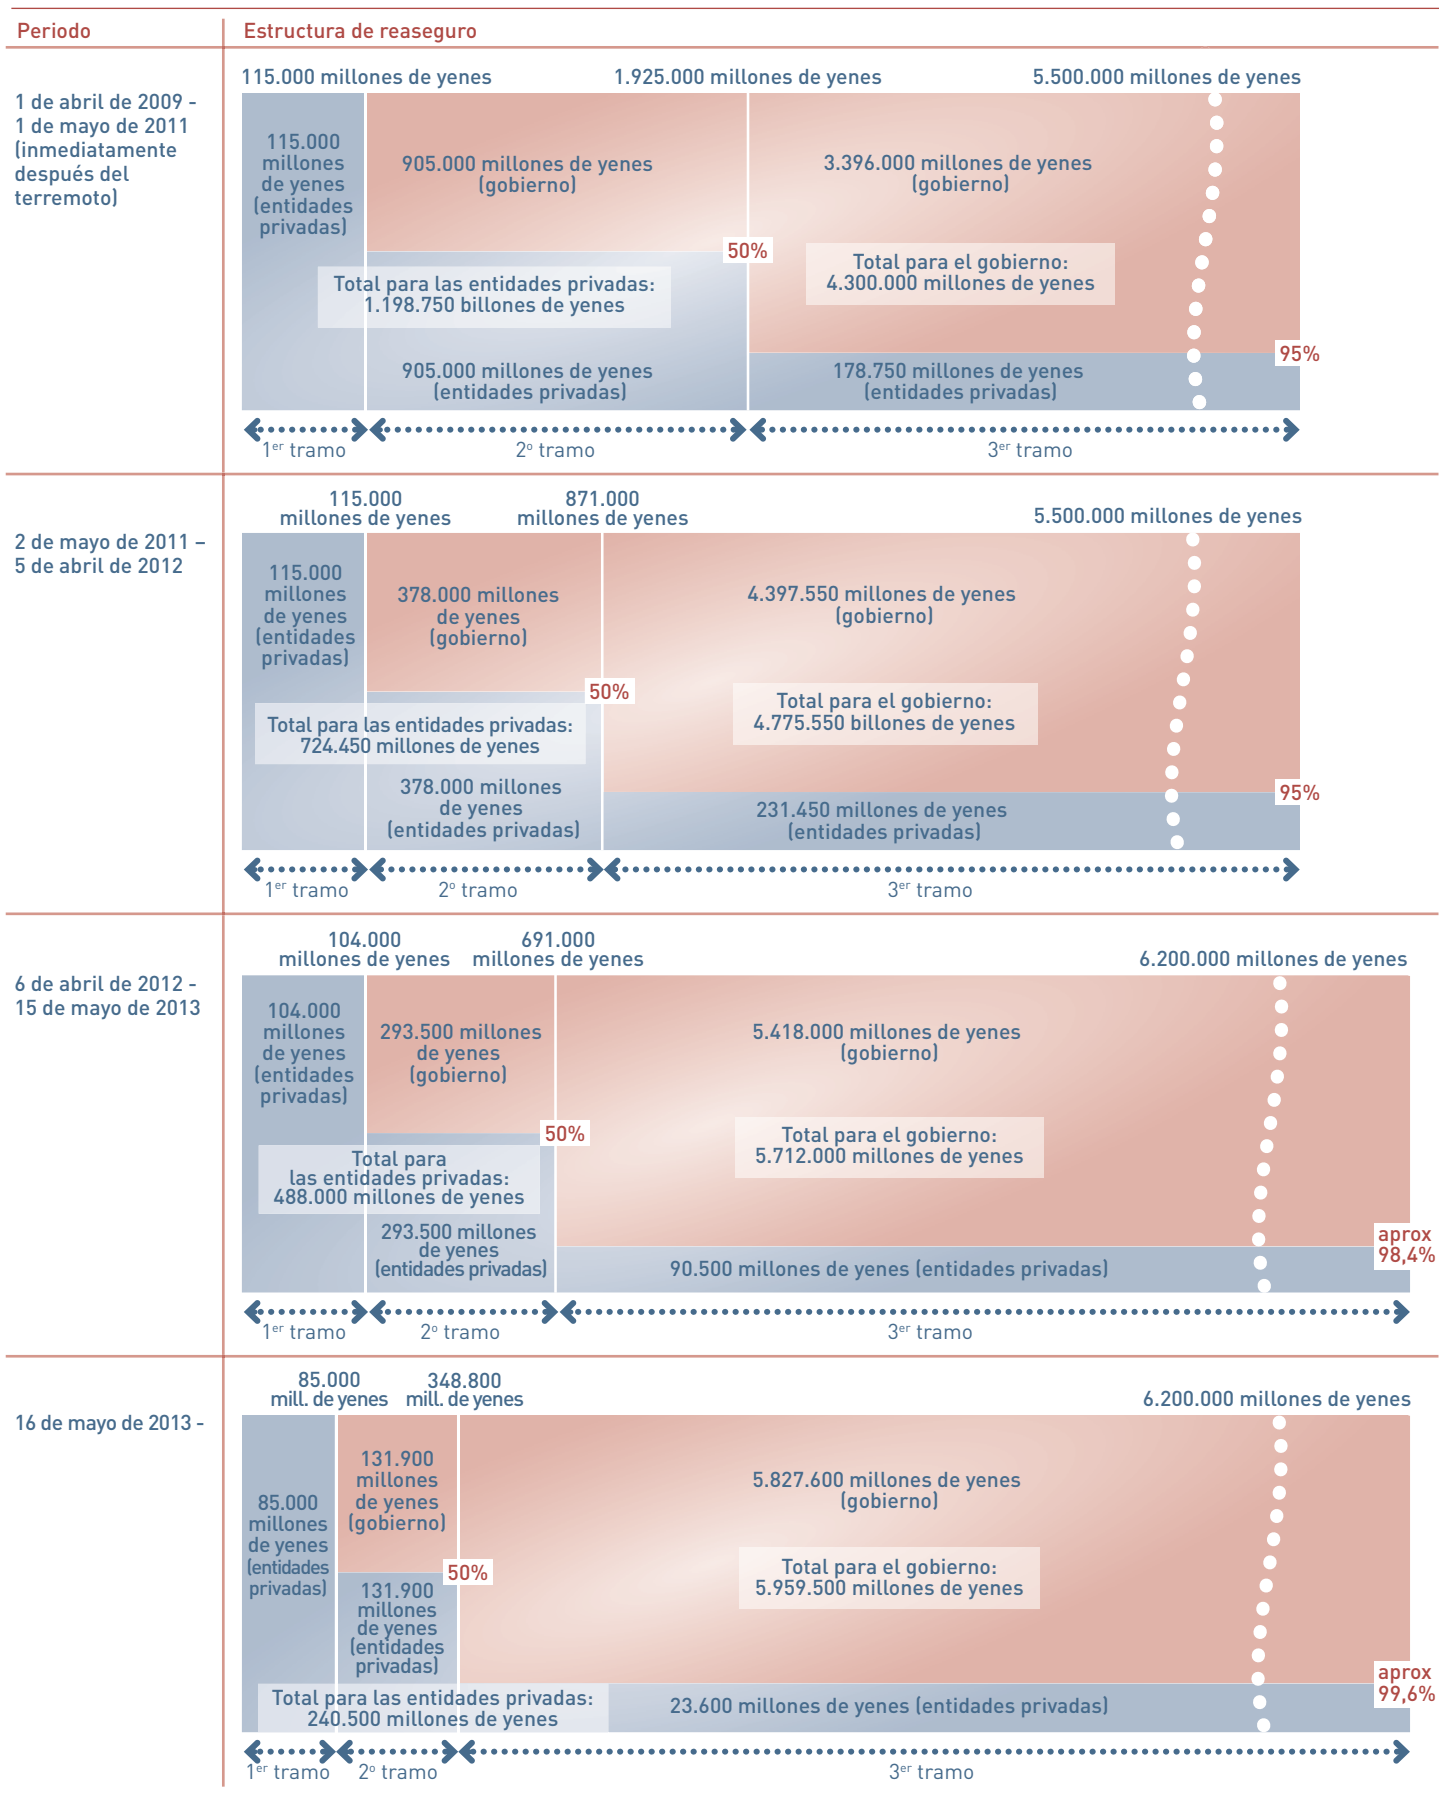 Periodo
Estructura de reaseguro
1 de abril de 2009 -
1 de mayo de 2011
(inmediatamente
después del
terremoto)
115.000 millones de yenes
1.925.000 millones de yenes
5.500.000 millones de yenes
115.000
millones
de yenes
(entidades
privadas)
905.000 millones de yenes
(gobierno)
3.396.000 millones de yenes
(gobierno)
50%
Total para el gobierno:
4.300.000 millones de yenes
Total para las entidades privadas:
1.198.750 billones de yenes
95%
905.000 millones de yenes
(entidades privadas)
178.750 millones de yenes
(entidades privadas)
1er tramo
2º tramo
3er tramo
2 de mayo de 2011 –
5 de abril de 2012
115.000
millones de yenes
871.000
millones de yenes
5.500.000 millones de yenes
115.000
millones
de yenes
(entidades
privadas)
378.000 millones
de yenes
(gobierno)
4.397.550 millones de yenes
(gobierno)
50%
Total para el gobierno:
4.775.550 billones de yenes
Total para las entidades privadas:
724.450 millones de yenes
95%
378.000 millones
de yenes
(entidades privadas)
231.450 millones de yenes
(entidades privadas)
1er tramo
2º tramo
3er tramo
6 de abril de 2012 -
15 de mayo de 2013
104.000
millones de yenes
691.000
millones de yenes
6.200.000 millones de yenes
104.000
millones
de yenes
(entidades
privadas)
293.500 millones
de yenes
(gobierno)
5.418.000 millones de yenes
(gobierno)
50%
Total para el gobierno:
5.712.000 millones de yenes
Total para
las entidades privadas:
488.000 millones de yenes
293.500 millones
de yenes
(entidades privadas)
90.500 millones de yenes (entidades privadas)
aprox
98,4%
1er tramo
2º tramo
3er tramo
16 de mayo de 2013 -
85.000
mill. de yenes
348.800
mill. de yenes
6.200.000 millones de yenes
85.000
millones
de yenes
(entidades
privadas)
131.900
millones
de yenes
(gobierno)
5.827.600 millones de yenes
(gobierno)
50%
Total para el gobierno:
5.959.500 millones de yenes
131.900
millones
de yenes
(entidades
privadas)
Total para las entidades privadas:
240.500 millones de yenes
23.600 millones de yenes (entidades privadas)
aprox
99,6%
1er tramo
2º tramo
3er tramo